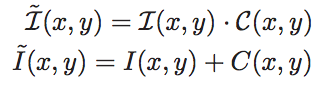 Ĩ(x, y) = I(x, y) · C(x, y)
Ĩ(x, y) = I(x, y) + C(x, y)